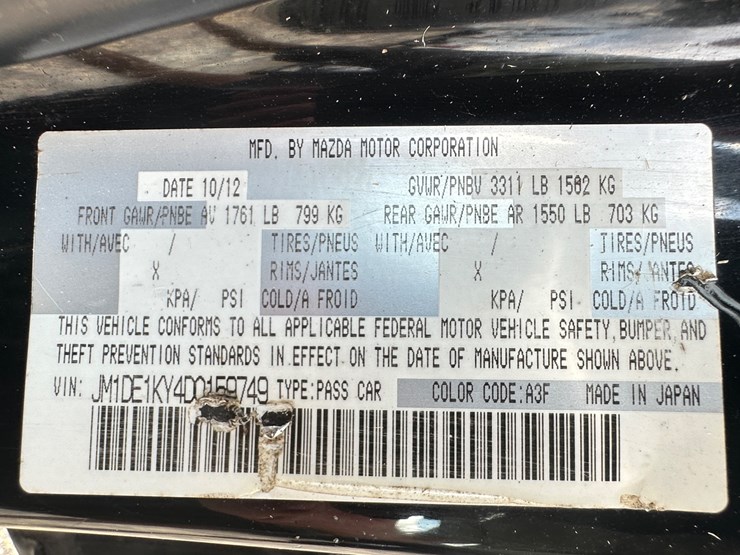 MFD. BY MAZDA MOTOR CORPORATION
DATE 10/12 GVWR/PNBV 3311 LB 1502 KG
FRONT GAWR/PNBE AV 1761 LB 799 KG REAR GAWR/PNBE AR 1550 LB 703 KG
WITH/AVEC / TIRES/PNEUS WITH/AVEC / TIRES/PNEUS
X RIMS/JANTES X RIMS/JANTES
KPA/ PSI COLD/A FROID KPA/ PSI COLD/A FROID
THIS VEHICLE CONFORMS TO ALL APPLICABLE FEDERAL MOTOR VEHICLE SAFETY, BUMPER, AND
THEFT PREVENTION STANDARDS IN EFFECT ON THE DATE OF MANUFACTURE SHOWN ABOVE.
VIN: JM1DE1KY4D0159749 TYPE:PASS CAR COLOR CODE:A3F MADE IN JAPAN